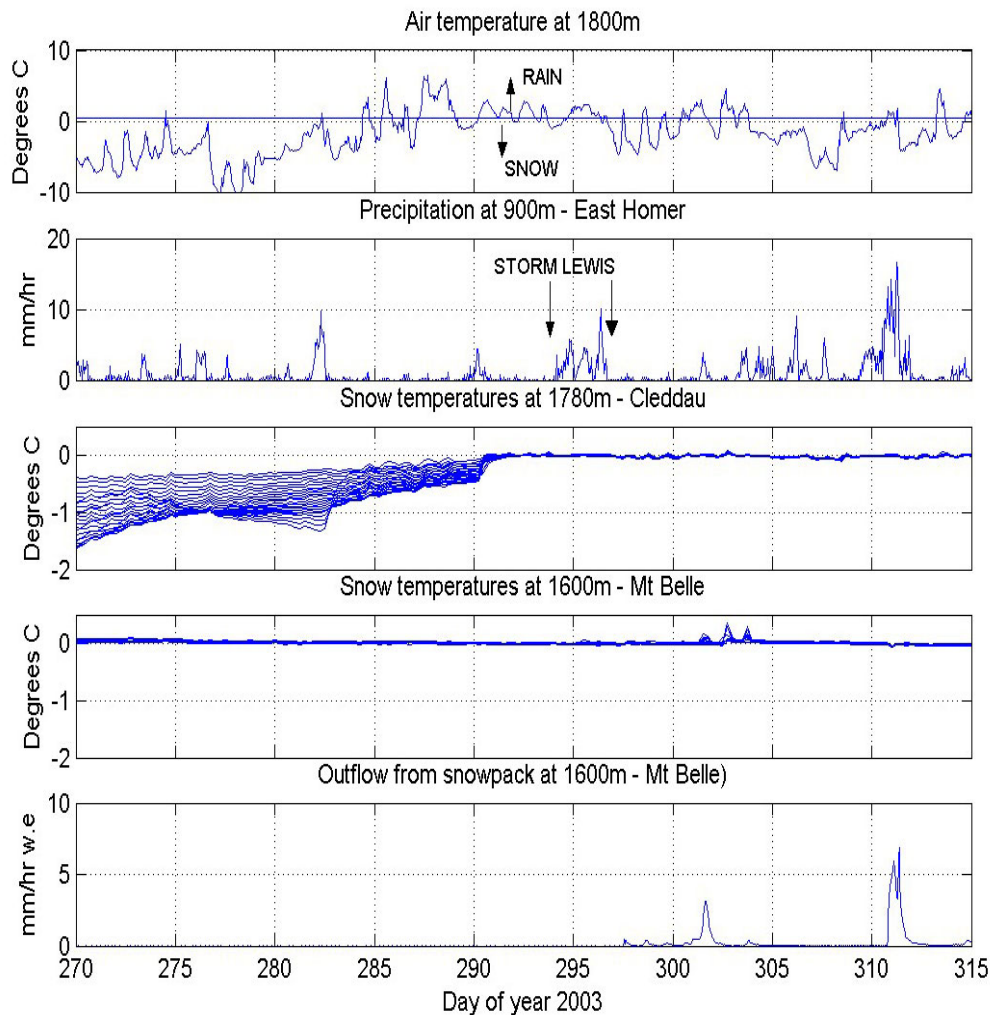 Air temperature at 1800m
10
RAIN
Degrees C
0
SNOW
-10
Precipitation at 900m - East Homer
20
STORM LEWIS
mm/hr
10
0
Snow temperatures at 1780m - Cleddau
0
Degrees C
-1
-2
Snow temperatures at 1600m - Mt Belle
0
Degrees C
-1
-2
Outflow from snowpack at 1600m - Mt Belle)
10
mm/hr w.e
5
0
270 275 280 285 290 295 300 305 310 315
Day of year 2003